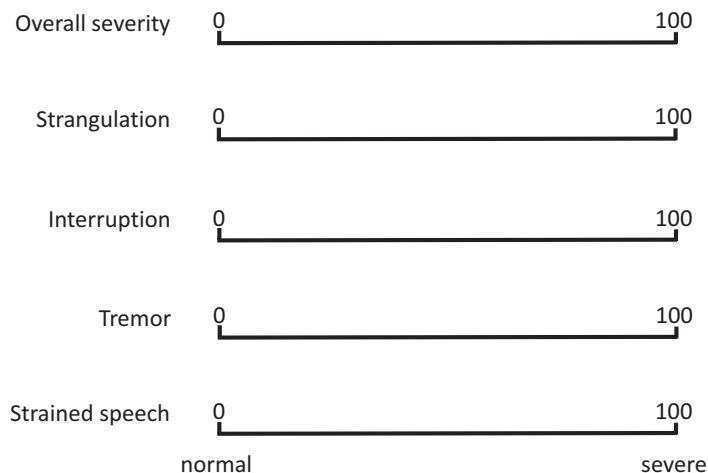 Overall severity 0 100
Strangulation 0 100
Interruption 0 100
Tremor 0 100
Strained speech 0 100
normal severe